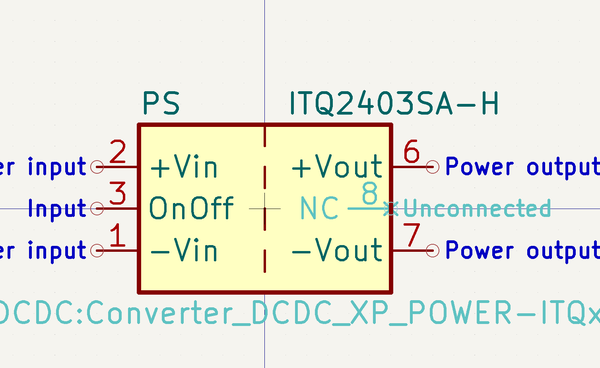 PS ITQ2403SA-H
er input 2 +Vin +Vout 6 Power output
Input 3 OnOff NC 8 Unconnected
er input 1 -Vin -Vout 7 Power output
DCDC:Converter_DCDC_XP_POWER-ITQx